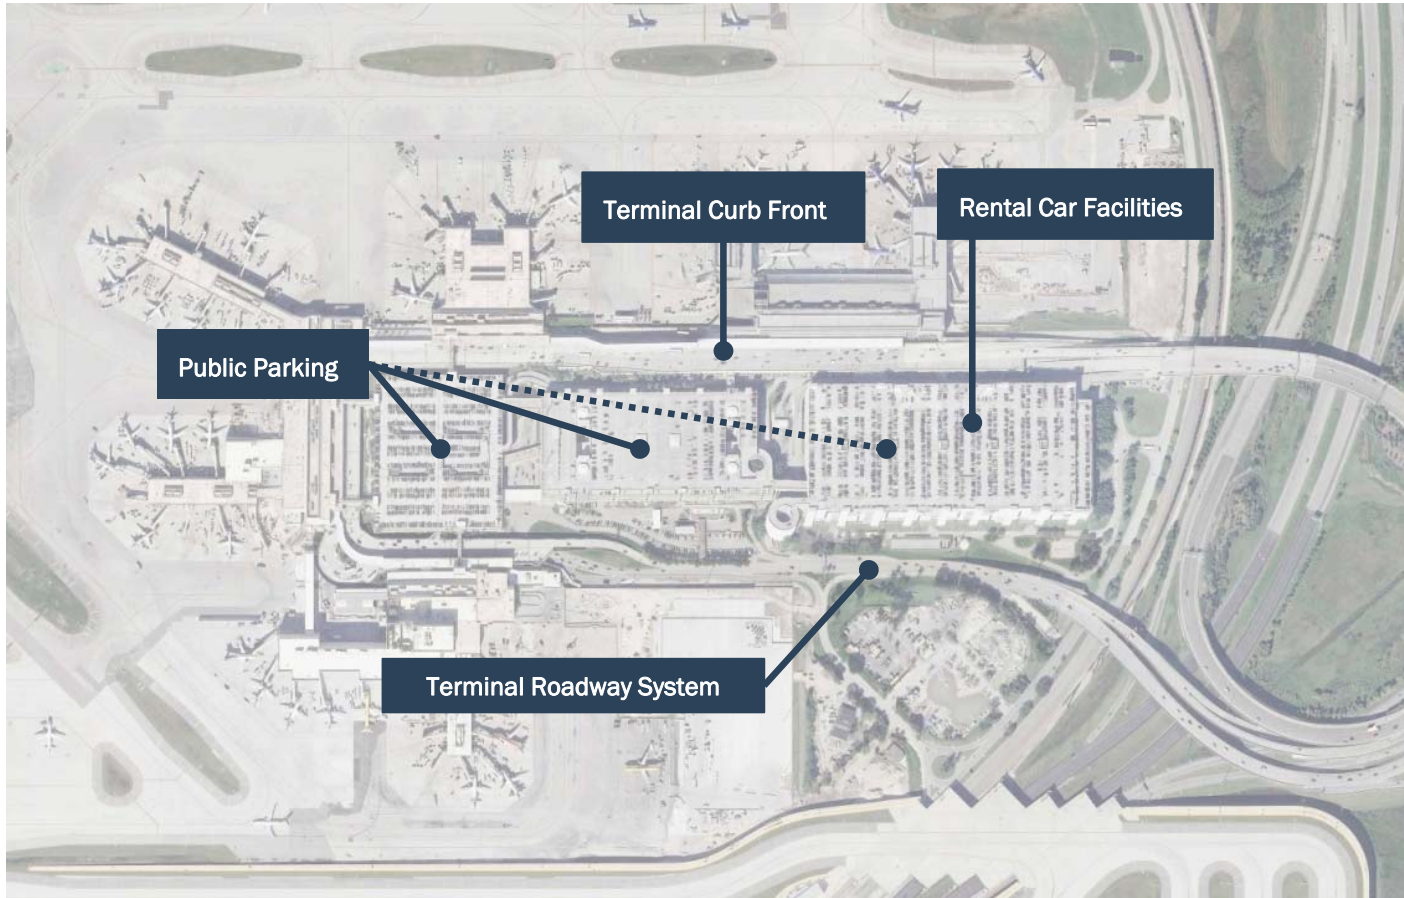 Terminal Curb Front
Rental Car Facilities
Public Parking
Terminal Roadway System